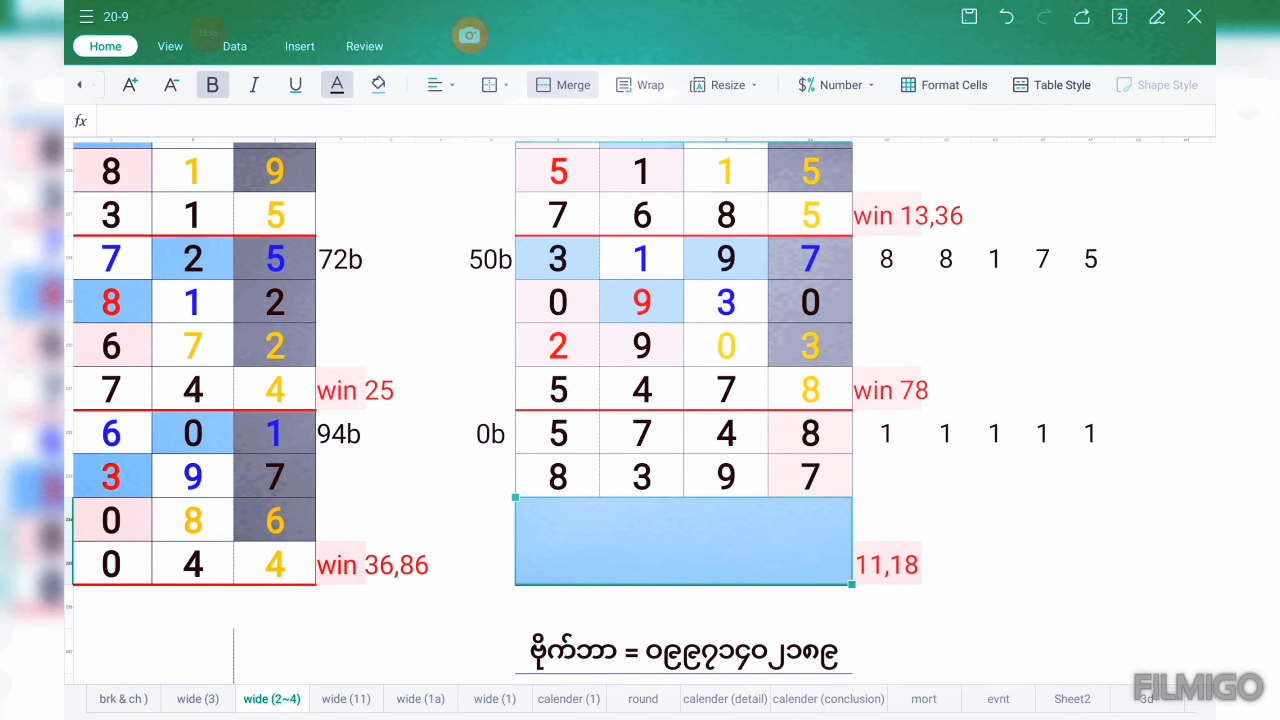 20-9
2
Home View Data Insert Review
B I U A Merge Wrap Resize $% Number Format Cells Table Style Shape Style
fx
8 1 9 5 1 1 5
3 1 5 7 6 8 5 win 13,36
7 2 5 72b 50b 3 1 9 7 8 8 1 7 5
8 1 2 0 9 3 0
6 7 2 2 9 0 3
7 4 4 win 25 5 4 7 8 win 78
6 0 1 94b 0b 5 7 4 8 1 1 1 1 1
3 9 7 8 3 9 7
0 8 6
0 4 4 win 36,86 11,18
ဗိုက်ဘာ = ၀၉၉၇၁၄၀၂၁၈၉
brk & ch ) wide (3) wide (2~4) wide (11) wide (1a) wide (1) calender (1) round calender (detail) calender (conclusion) mort evnt Sheet2 3d
FILMIGO